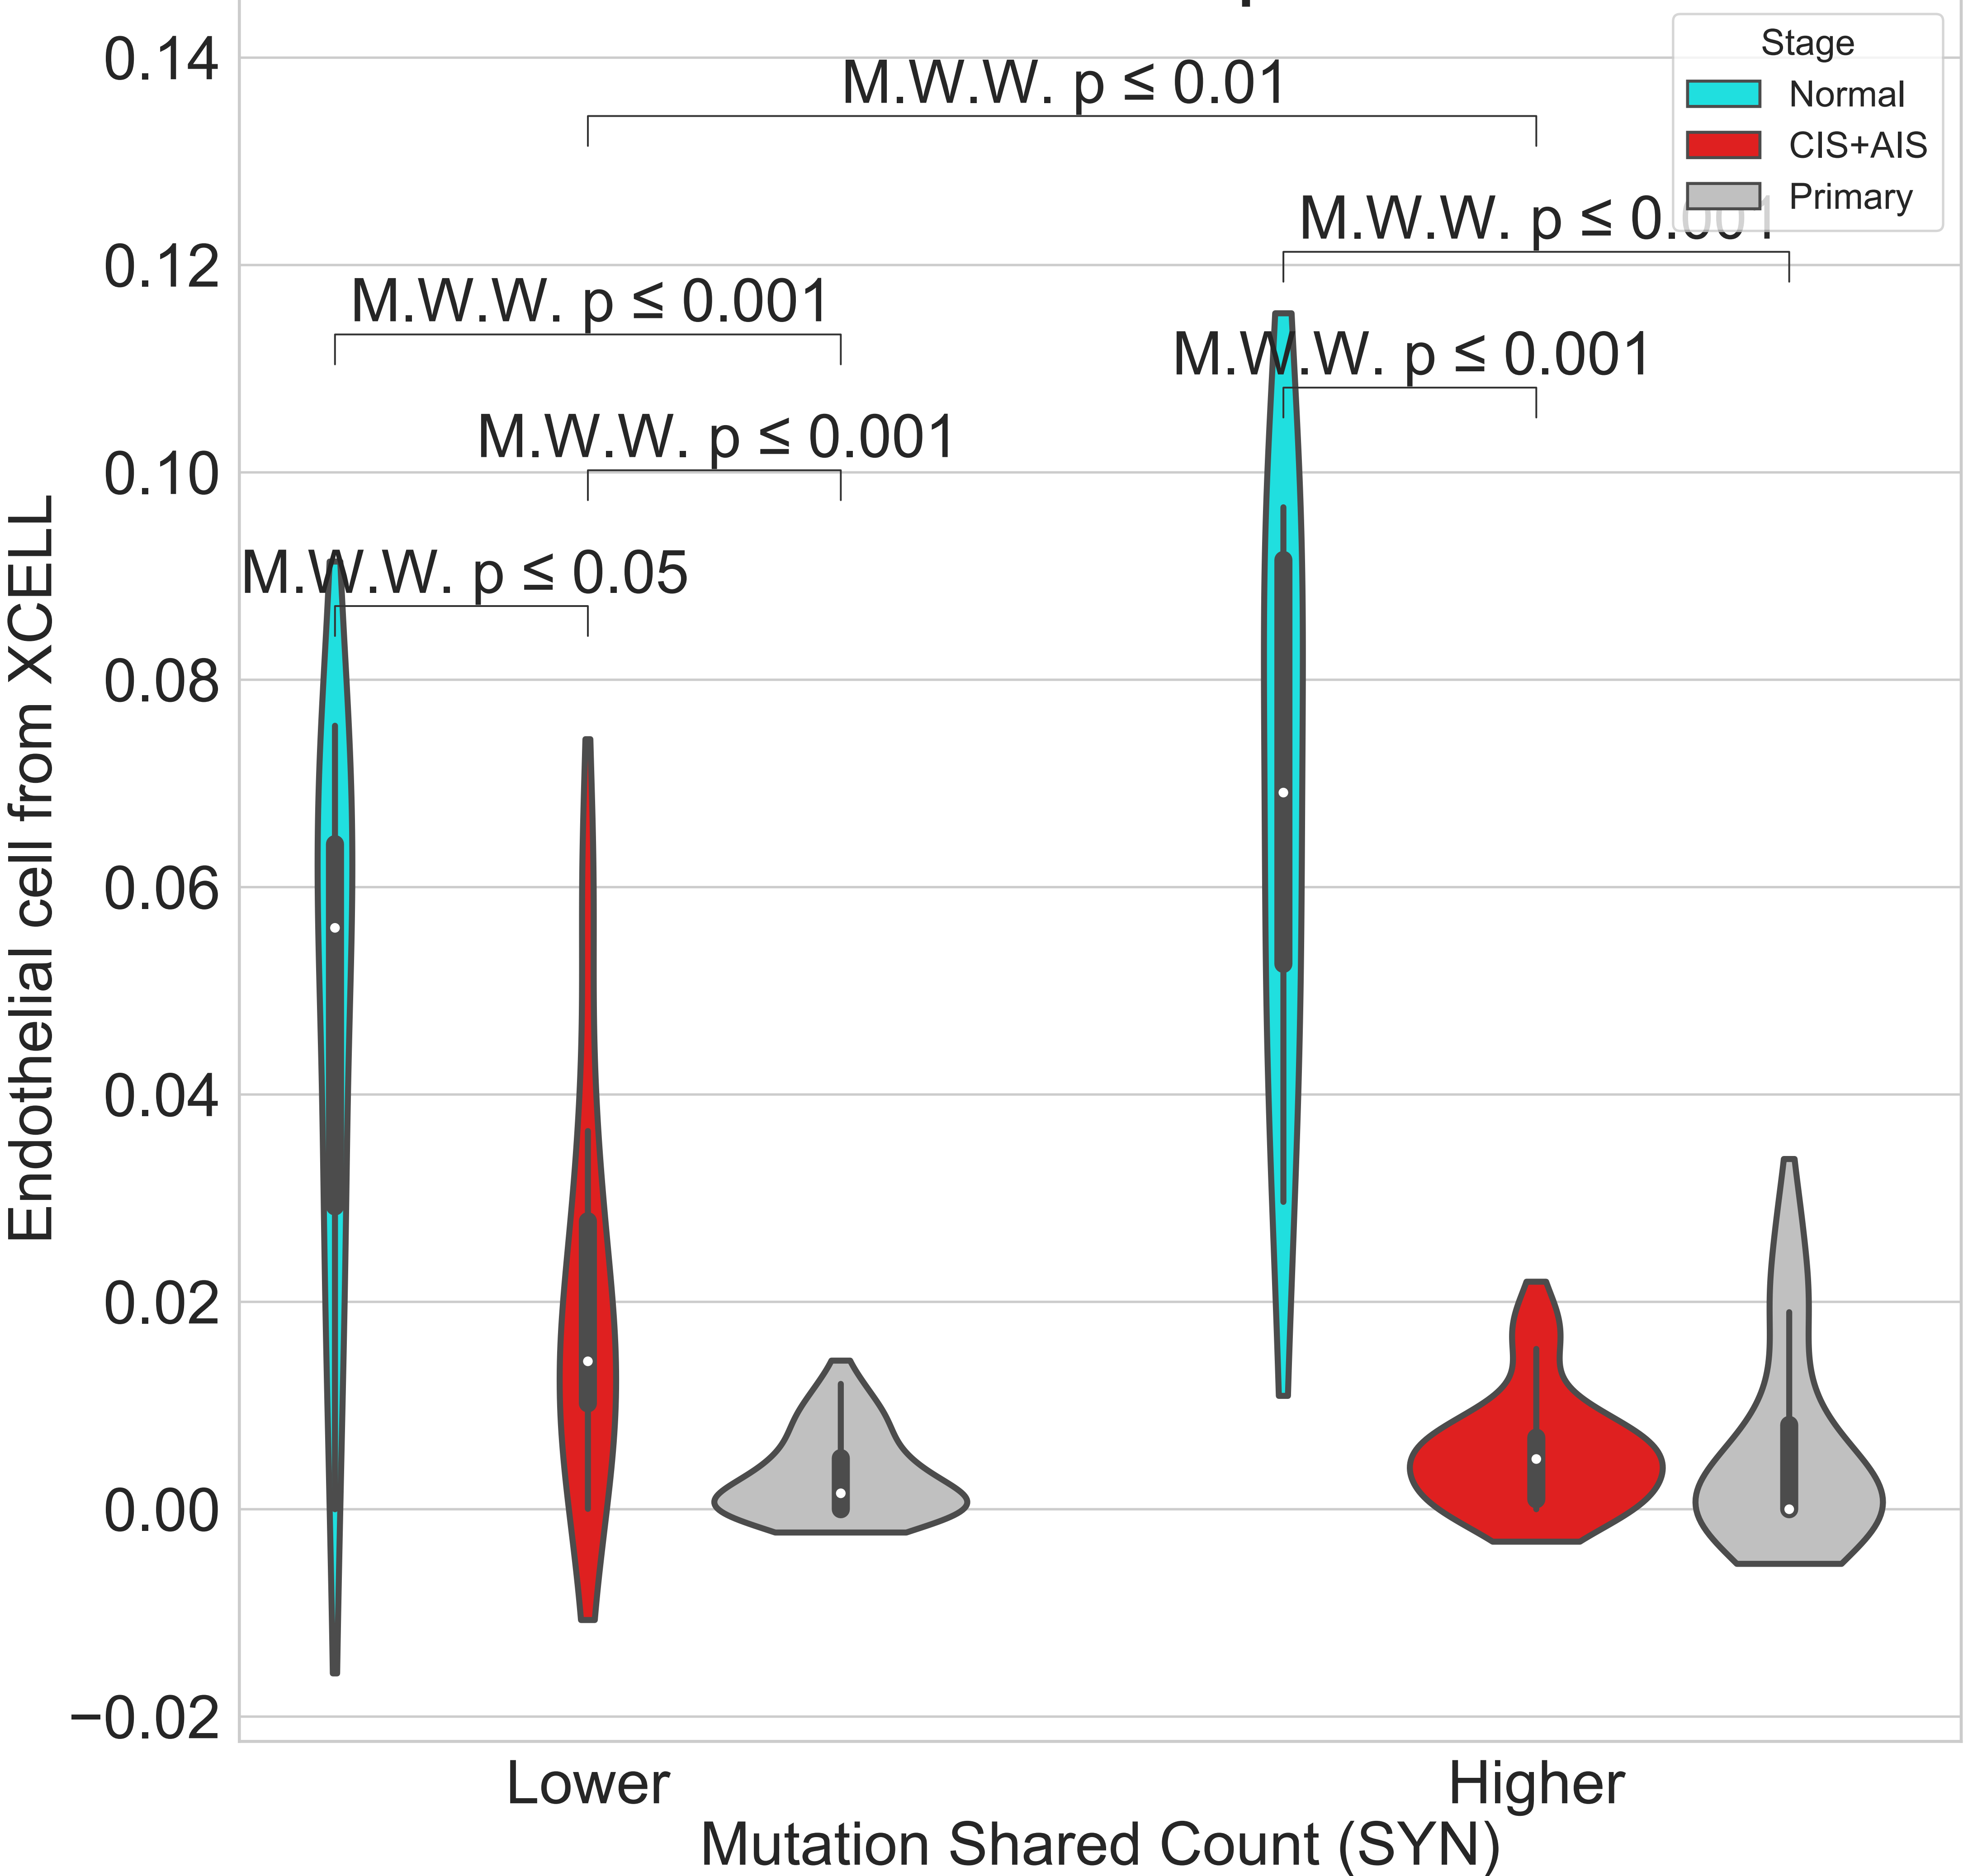 0.14
0.12
0.10
0.08
0.06
0.04
0.02
0.00
−0.02
Endothelial cell from XCELL
M.W.W. p ≤ 0.01
Stage
Normal
CIS+AIS
Primary
M.W.W. p ≤ 0.001
M.W.W. p ≤ 0.001
M.W.W. p ≤ 0.001
M.W.W. p ≤ 0.001
M.W.W. p ≤ 0.05
Lower
Higher
Mutation Shared Count (SYN)